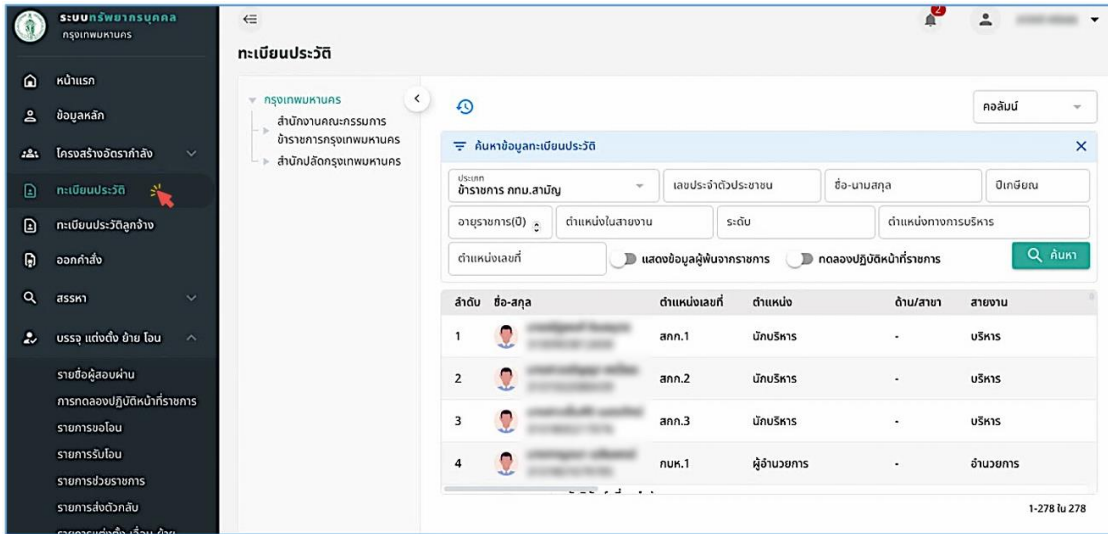 ระบบทรัพยากรบุคคล
กรุงเทพมหานคร
2
ทะเบียนประวัติ
หน้าแรก
ข้อมูลหลัก
โครงสร้างอัตรากำลัง
ทะเบียนประวัติ
ทะเบียนประวัติลูกจ้าง
ออกคำสั่ง
สรรหา
บรรจุ แต่งตั้ง ย้าย โอน
รายชื่อผู้สอบผ่าน
การทดลองปฏิบัติหน้าที่ราชการ
รายการขอโอน
รายการรับโอน
รายการช่วยราชการ
รายการส่งตัวกลับ
รายการแต่งตั้ง เลื่อน ย้าย
กรุงเทพมหานคร
สำนักงานคณะกรรมการ
ข้าราชการกรุงเทพมหานคร
สำนักปลัดกรุงเทพมหานคร
คอลัมน์
ค้นหาข้อมูลทะเบียนประวัติ
ประเภท
ข้าราชการ กทม.สามัญ เลขประจำตัวประชาชน ชื่อ-นามสกุล ปีเกษียณ
อายุราชการ(ปี) ตำแหน่งในสายงาน ระดับ ตำแหน่งทางการบริหาร
ตำแหน่งเลขที่ แสดงข้อมูลผู้พ้นจากราชการ ทดลองปฏิบัติหน้าที่ราชการ ค้นหา
ลำดับ ชื่อ-สกุล ตำแหน่งเลขที่ ตำแหน่ง ด้าน/สาขา สายงาน
1 สกก.1 นักบริหาร - บริหาร
2 สกก.2 นักบริหาร - บริหาร
3 สกก.3 นักบริหาร - บริหาร
4 กบห.1 ผู้อำนวยการ - อำนวยการ
1-278 ใน 278